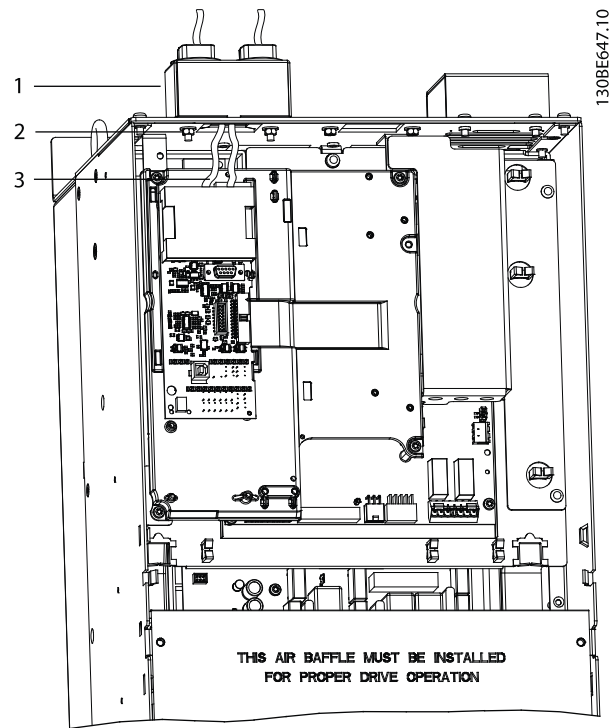 130BE647.10
1
2
3
THIS AIR BAFFLE MUST BE INSTALLED
FOR PROPER DRIVE OPERATION